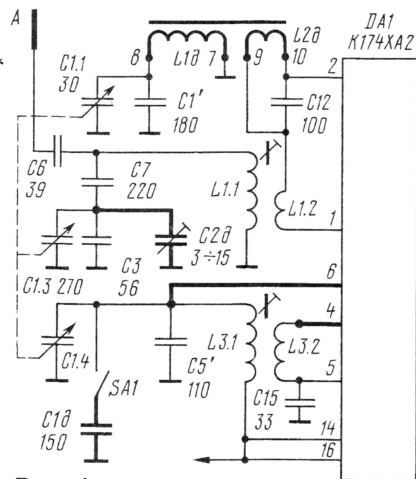 A
DA1
K174XA2
8 L1д 7 9 L2д 10
2
C1.1
30
C1'
180
C12
100
C6
39
C7
220
L1.1
L1.2
1
C2д
3÷15
C3
56
C1.3 270
6
4
C1.4
SA1
C5'
110
L3.1
L3.2
5
C15
33
C1д
150
14
16